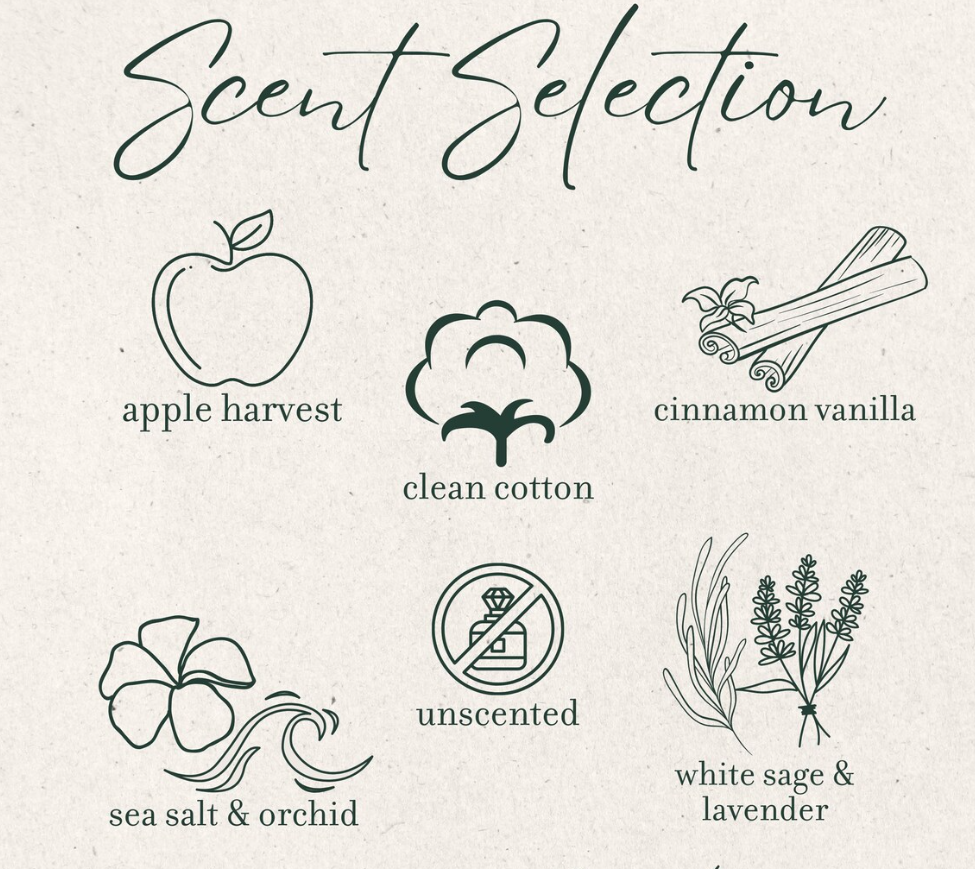 Scent Selection
apple harvest
cinnamon vanilla
clean cotton
unscented
sea salt & orchid
white sage &
lavender